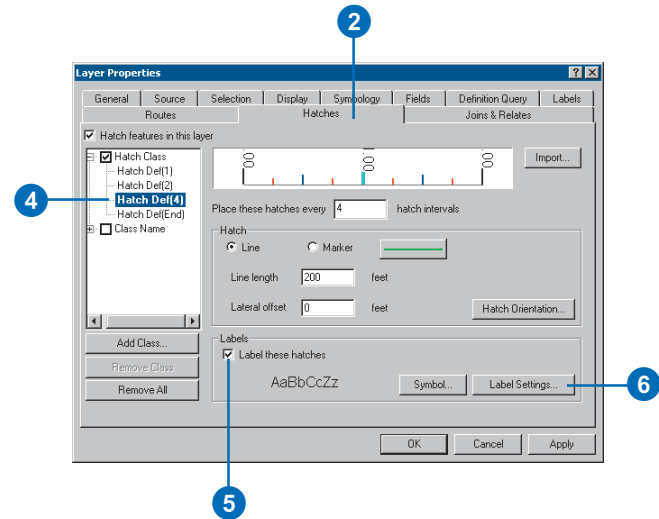 2
Layer Properties
General Source Selection Display Symbology Fields Definition Query Labels
Routes Hatches Joins & Relates
Hatch features in this layer
Hatch Class
Hatch Def(1)
Hatch Def(2)
4 Hatch Def(4)
Hatch Def(End)
Class Name
.00 .00 .00
Import...
Place these hatches every 4 hatch intervals
Hatch
Line Marker
Line length 200 feet
Lateral offset 0 feet Hatch Orientation...
Add Class...
Remove Class
Remove All
Labels
Label these hatches
AaBbCcZz Symbol... Label Settings... 6
OK Cancel Apply
5